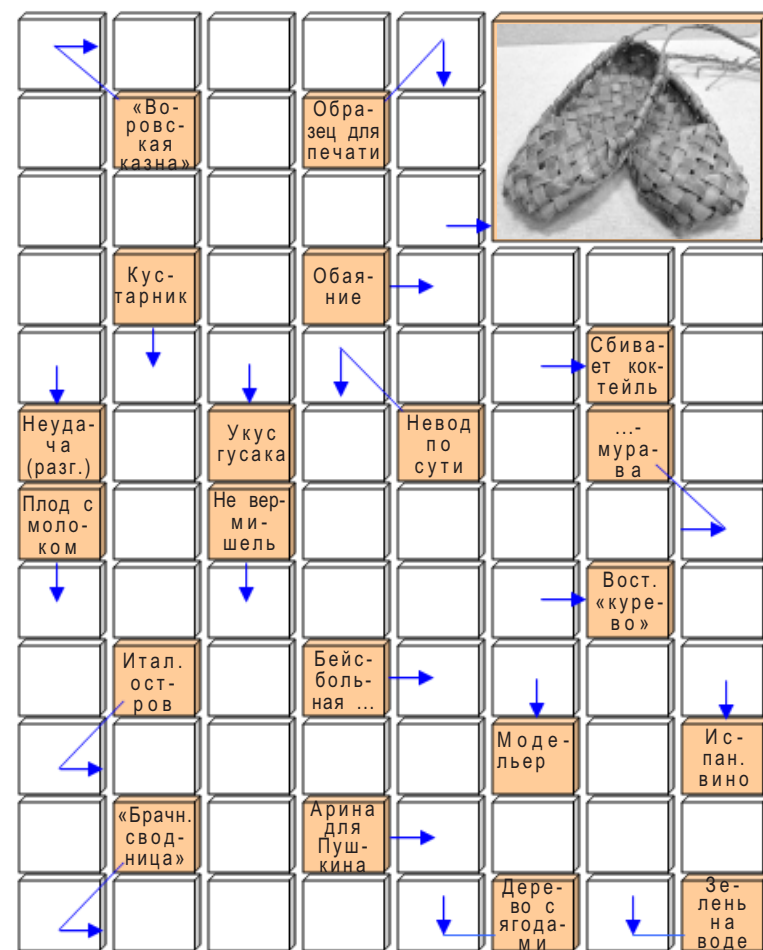 «Во-
ровс-
кая
казна»
Обра-
зец для
печати
Кус-
тарник
Обая-
ние
Сбива-
ет кок-
тейль
Неуда-
ча
(разг.)
Укус
гусака
Невод
по
сути
...-
мура-
ва
Плод с
моло-
ком
Не вер-
ми-
шель
Вост.
«куре-
во»
Итал.
ост-
ров
Бейс-
боль-
ная ...
Моде-
льер
Ис-
пан.
вино
«Брачн.
свод-
ница»
Арина
для
Пуш-
кина
Дере-
во с
ягода-
ми
Зе-
лень
на
воде